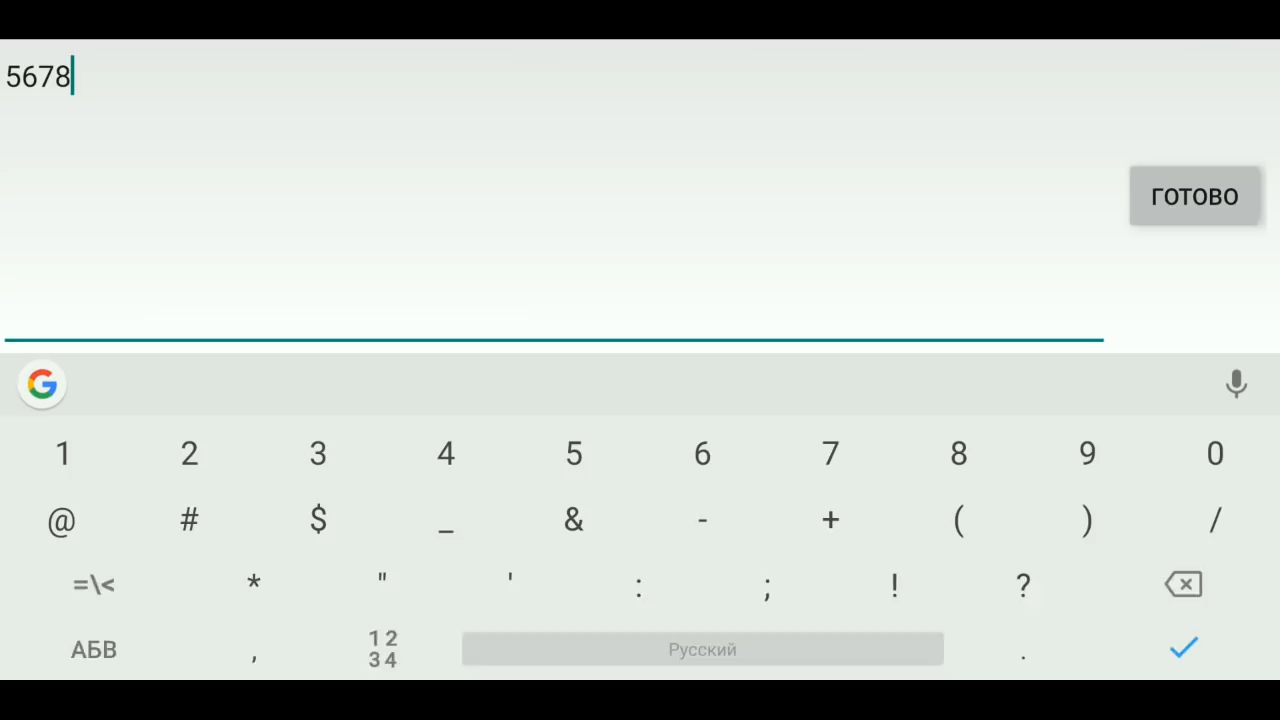 5678
ГОТОВО
1 2 3 4 5 6 7 8 9 0
@ # $ _ & - + ( ) /
=\< * " ' : ; ! ?
АБВ , 1 2 3 4 Русский .